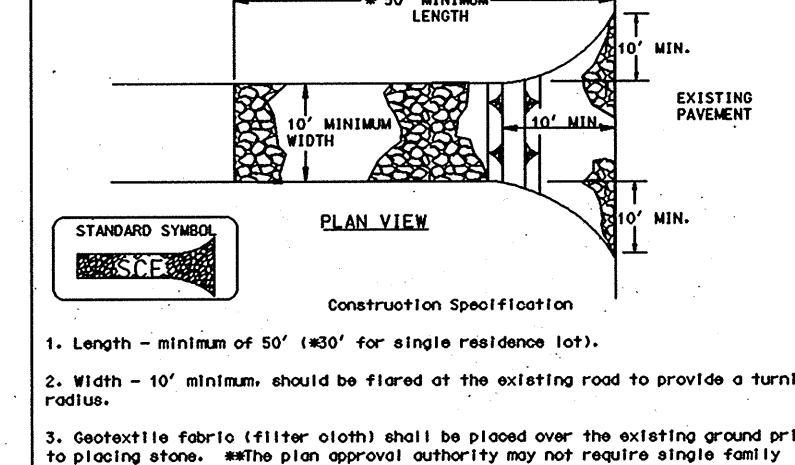 * 50' MINIMUM
LENGTH
10' MIN.
EXISTING
PAVEMENT
10' MINIMUM
WIDTH
10' MIN.
10' MIN.
PLAN VIEW
STANDARD SYMBOL
SCE
Construction Specification
1. Length - minimum of 50' (*30' for single residence lot).
2. Width - 10' minimum, should be flared at the existing road to provide a turni
radius.
3. Geotextile fabric (filter cloth) shall be placed over the existing ground pri
to placing stone. **The plan approval authority may not require single family